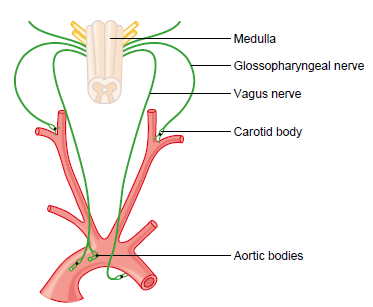 Medulla
Glossopharyngeal nerve
Vagus nerve
Carotid body
Aortic bodies